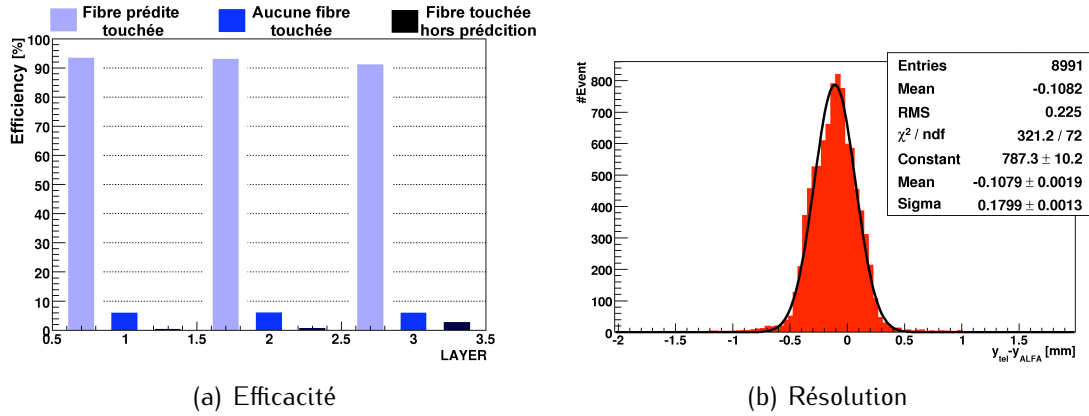 Fibre prédite touchée
Aucune fibre touchée
Fibre touchée hors prédcition
Efficiency [%]
100
90
80
70
60
50
40
30
20
10
0
0.5 1 1.5 2 2.5 3 3.5
LAYER
(a) Efficacité
#Event
800
700
600
500
400
300
200
100
0
-2 -1.5 -1 -0.5 0 0.5 1 1.5
y_tel-y_ALFA [mm]
Entries 8991
Mean -0.1082
RMS 0.225
χ² / ndf 321.2 / 72
Constant 787.3 ± 10.2
Mean -0.1079 ± 0.0019
Sigma 0.1799 ± 0.0013
(b) Résolution